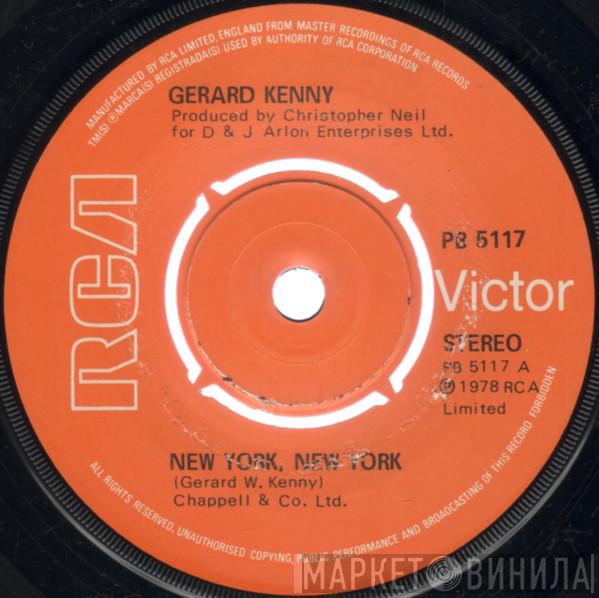 MANUFACTURED BY RCA LIMITED, ENGLAND FROM MASTER RECORDINGS OF RCA RECORDS
TM(S) ® MARCA(S) REGISTRADA(S) USED BY AUTHORITY OF RCA CORPORATION
GERARD KENNY
Produced by Christopher Neil
for D & J Arlon Enterprises Ltd.
RCA
PB 5117
Victor
STEREO
PB 5117 A
℗ 1978 RCA
Limited
NEW YORK, NEW YORK
(Gerard W. Kenny)
Chappell & Co. Ltd.
ALL RIGHTS RESERVED. UNAUTHORISED COPYING, PUBLIC PERFORMANCE AND BROADCASTING OF THIS RECORD FORBIDDEN
МАРКЕТ ВИНИЛА